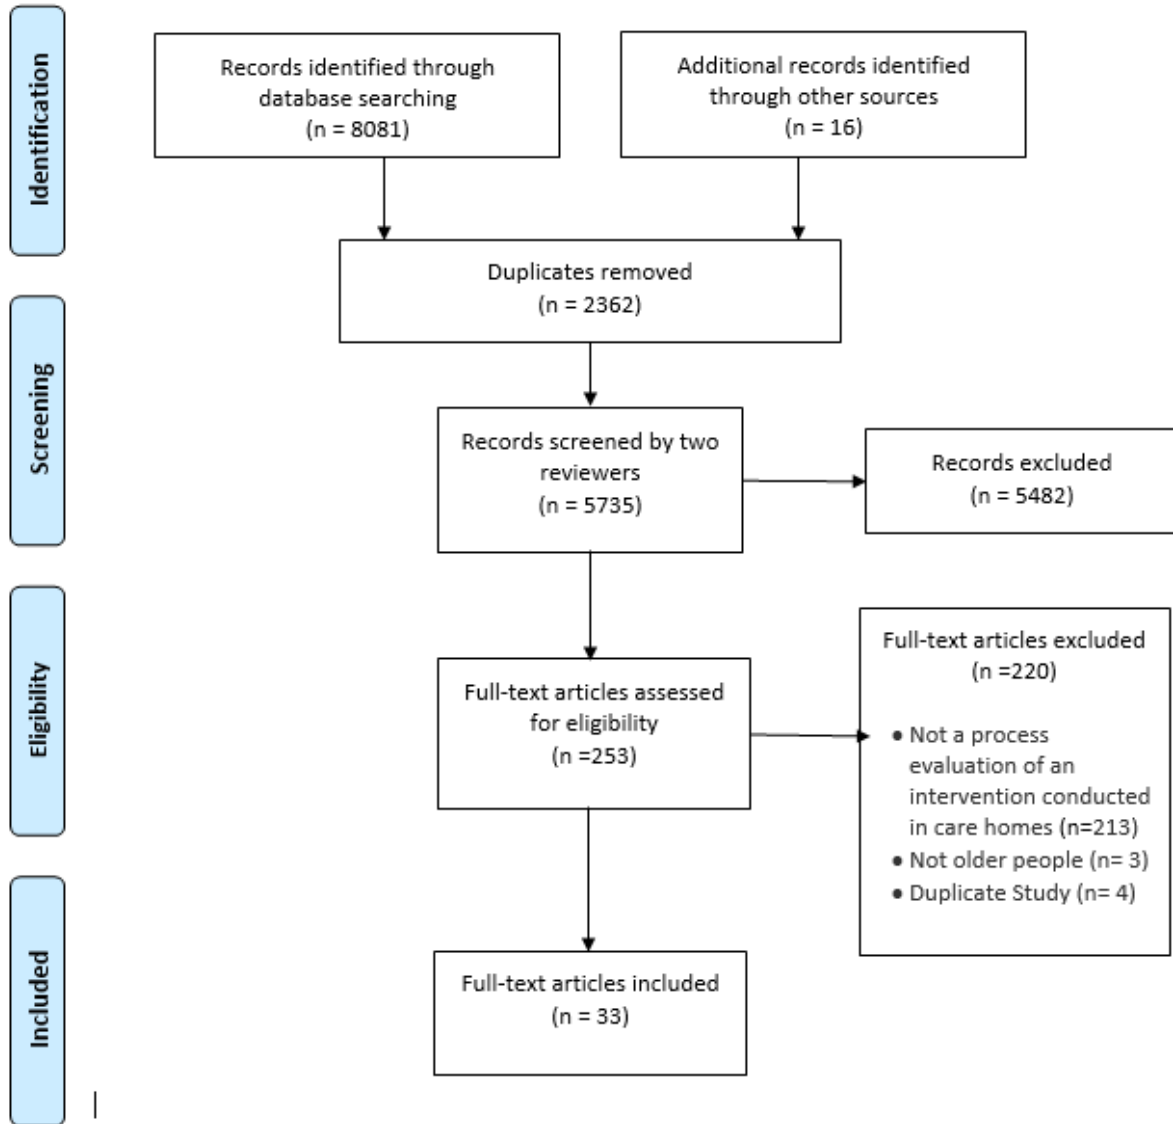 Identification
Records identified through
database searching
(n = 8081)
Additional records identified
through other sources
(n = 16)
Duplicates removed
(n = 2362)
Screening
Records screened by two
reviewers
(n = 5735)
Records excluded
(n = 5482)
Eligibility
Full-text articles assessed
for eligibility
(n =253)
Full-text articles excluded
(n =220)
● Not a process
evaluation of an
intervention conducted
in care homes (n=213)
● Not older people (n= 3)
● Duplicate Study (n= 4)
Included
Full-text articles included
(n = 33)